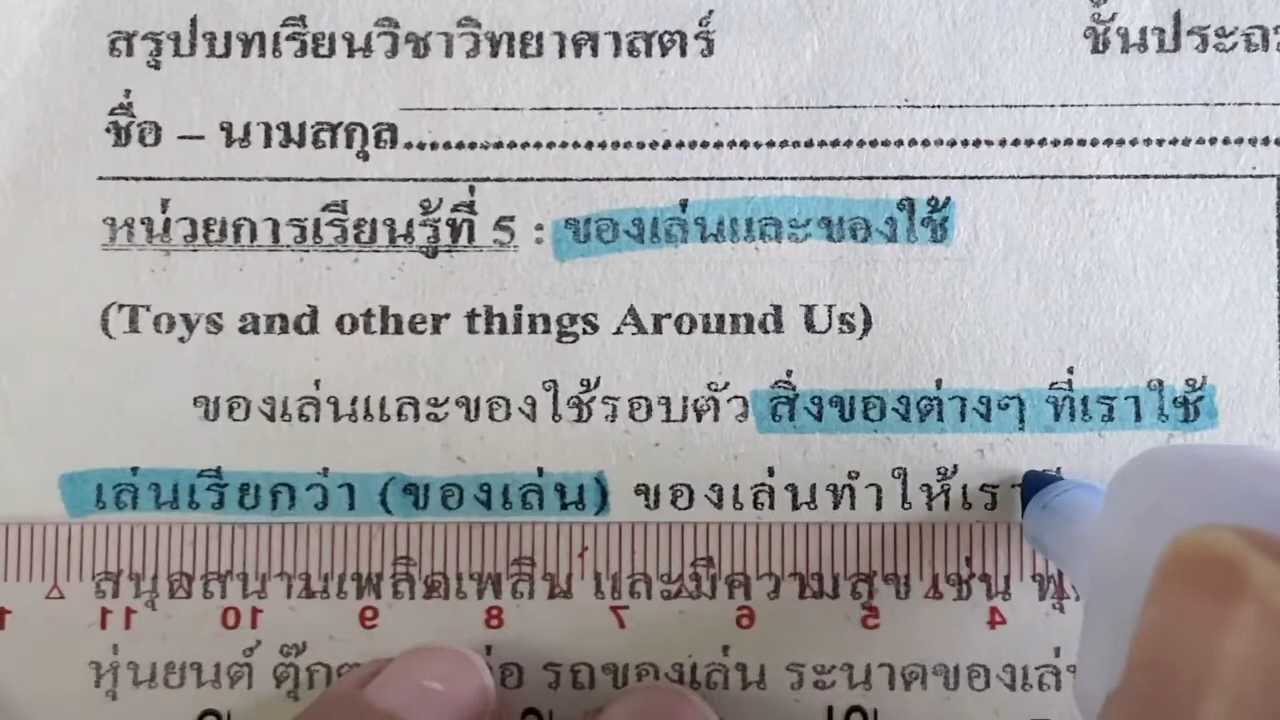 สรุปบทเรียนวิชาวิทยาศาสตร์ ชั้นประถ
ชื่อ – นามสกุล
หน่วยการเรียนรู้ที่ 5 : ของเล่นและของใช้
(Toys and other things Around Us)
ของเล่นและของใช้รอบตัว สิ่งของต่างๆ ที่เราใช้
เล่นเรียกว่า (ของเล่น) ของเล่นทำให้เรา
สนุกสนานเพลิดเพลิน และมีความสุข เช่น
11 10 9 8 7 6 5 4
หุ่นยนต์ รถของเล่น ระนาดของเล่